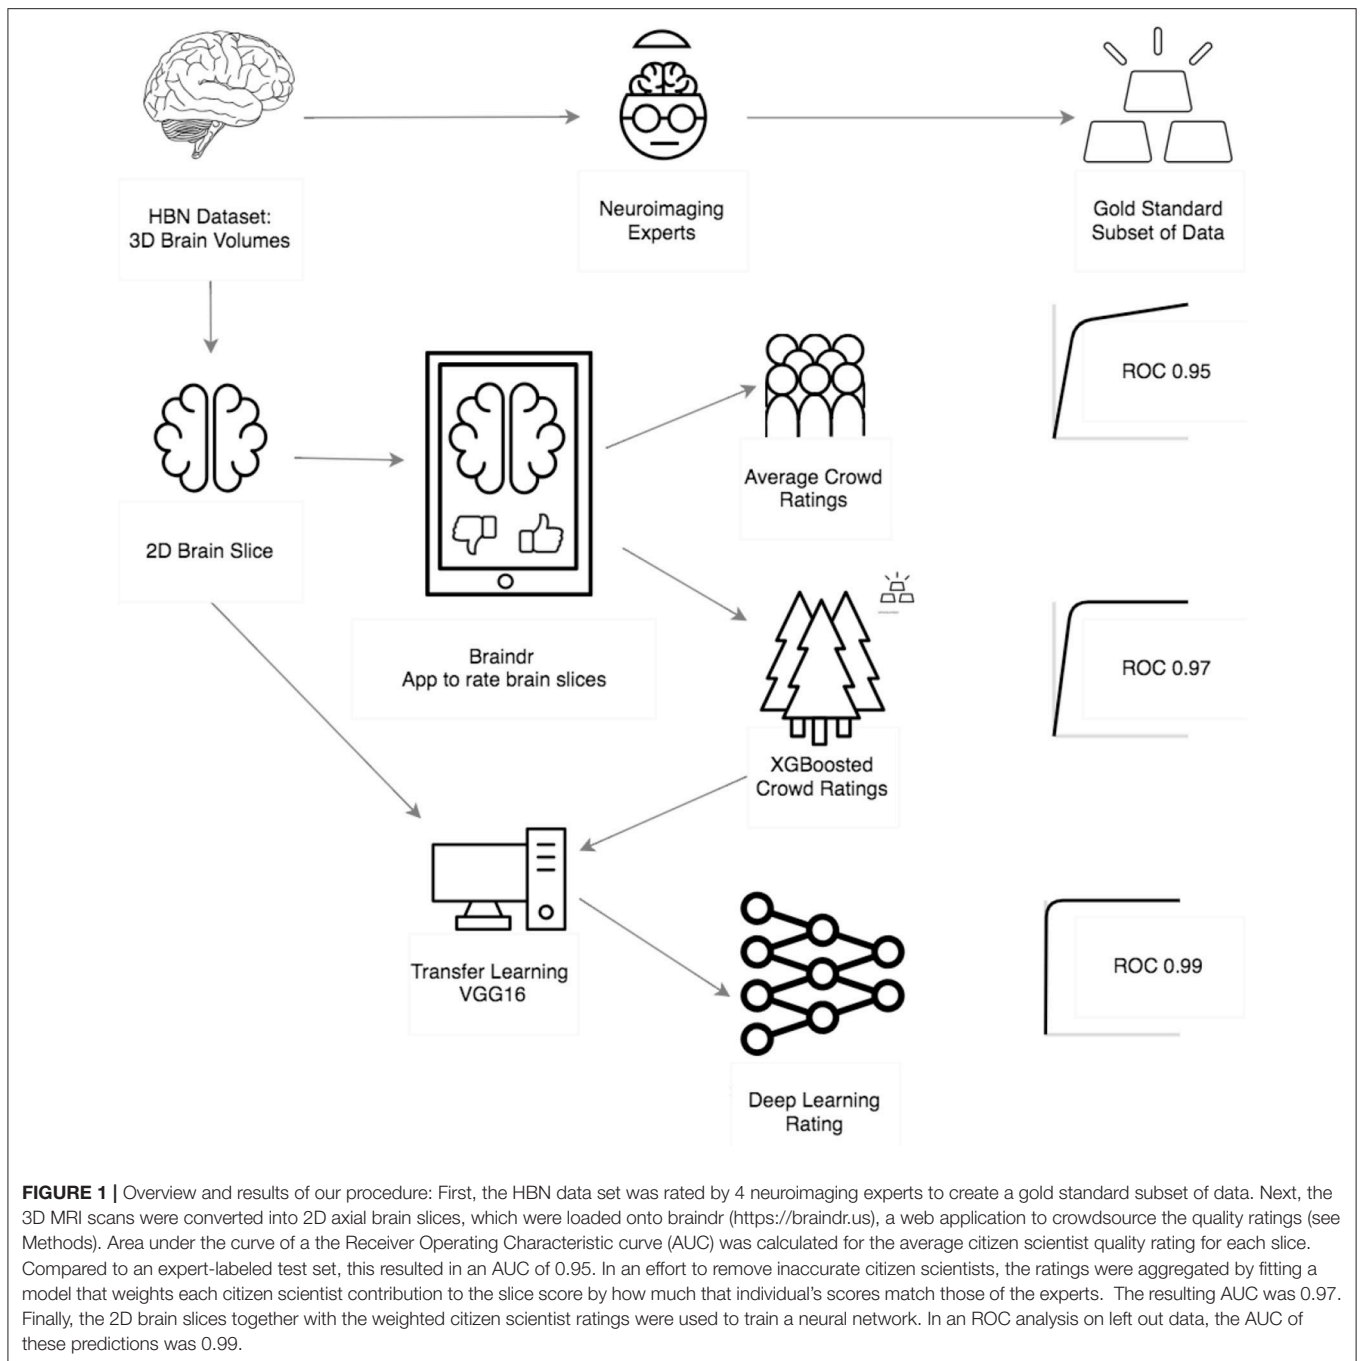 HBN Dataset:
3D Brain Volumes
Neuroimaging
Experts
Gold Standard
Subset of Data
2D Brain Slice
Braindr
App to rate brain slices
Average Crowd
Ratings
ROC 0.95
XGBoosted
Crowd Ratings
ROC 0.97
Transfer Learning
VGG16
Deep Learning
Rating
ROC 0.99
FIGURE 1 | Overview and results of our procedure: First, the HBN data set was rated by 4 neuroimaging experts to create a gold standard subset of data. Next, the
3D MRI scans were converted into 2D axial brain slices, which were loaded onto braindr (https://braindr.us), a web application to crowdsource the quality ratings (see
Methods). Area under the curve of a the Receiver Operating Characteristic curve (AUC) was calculated for the average citizen scientist quality rating for each slice.
Compared to an expert-labeled test set, this resulted in an AUC of 0.95. In an effort to remove inaccurate citizen scientists, the ratings were aggregated by fitting a
model that weights each citizen scientist contribution to the slice score by how much that individual's scores match those of the experts. The resulting AUC was 0.97.
Finally, the 2D brain slices together with the weighted citizen scientist ratings were used to train a neural network. In an ROC analysis on left out data, the AUC of
these predictions was 0.99.